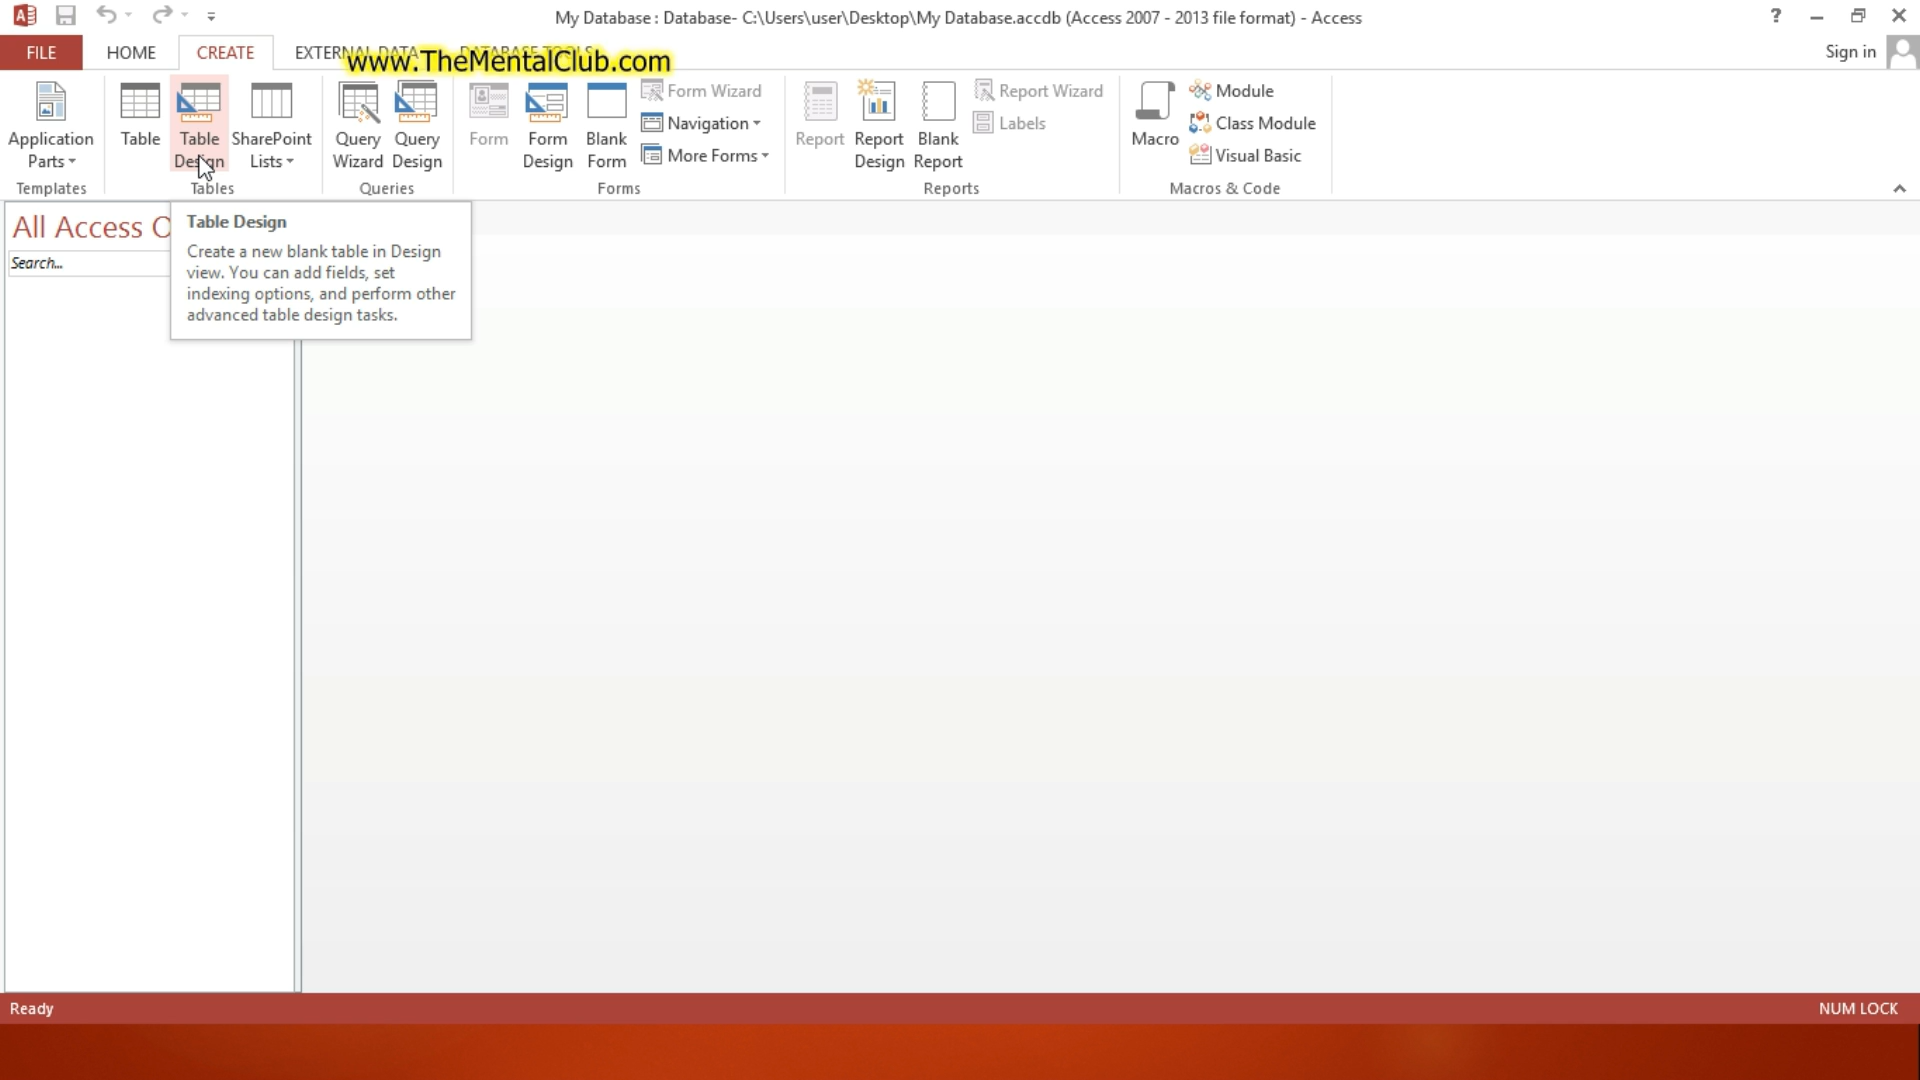 My Database : Database- C:\Users\user\Desktop\My Database.accdb (Access 2007 - 2013 file format) - Access
?
FILE
HOME
CREATE
EXTERNAL DATA
DATABASE TOOLS
Sign in
www.TheMentalClub.com
Application
Parts
Templates
Table
Table
Design
SharePoint
Lists
Tables
Query
Wizard
Query
Design
Queries
Form
Form
Design
Blank
Form
Form Wizard
Navigation
More Forms
Forms
Report
Report
Design
Blank
Report
Report Wizard
Labels
Reports
Macro
Module
Class Module
Visual Basic
Macros & Code
All Access O
Search...
Table Design
Create a new blank table in Design
view. You can add fields, set
indexing options, and perform other
advanced table design tasks.
Ready
NUM LOCK